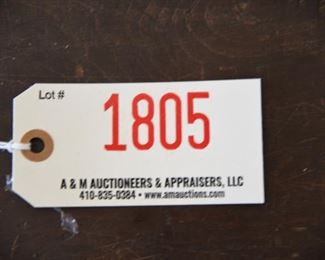 Lot #
1805
A & M AUCTIONEERS & APPRAISERS, LLC
410-835-0384 • www.amauctions.com